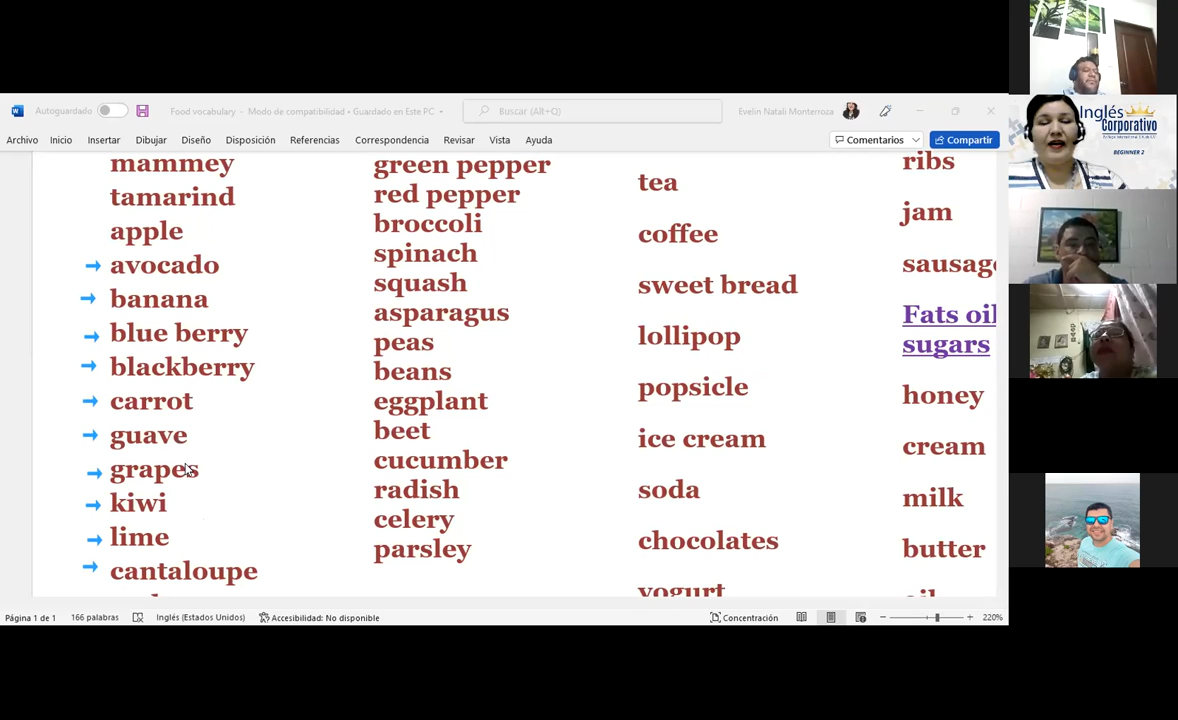 Autoguardado
Food vocabulary - Modo de compatibilidad • Guardado en Este PC
Buscar (Alt+Q)
Evelin Natali Monterroza
Archivo Inicio Insertar Dibujar Diseño Disposición Referencias Correspondencia Revisar Vista Ayuda
Comentarios
Compartir
mammey
tamarind
apple
avocado
banana
blue berry
blackberry
carrot
guave
grapes
kiwi
lime
cantaloupe
green pepper
red pepper
broccoli
spinach
squash
asparagus
peas
beans
eggplant
beet
cucumber
radish
celery
parsley
tea
coffee
sweet bread
lollipop
popsicle
ice cream
soda
chocolates
yogurt
ribs
jam
sausage
Fats oil
sugars
honey
cream
milk
butter
Página 1 de 1 166 palabras Inglés (Estados Unidos) Accesibilidad: No disponible
Concentración
220%
Inglés
Corporativo
BEGINNER 2